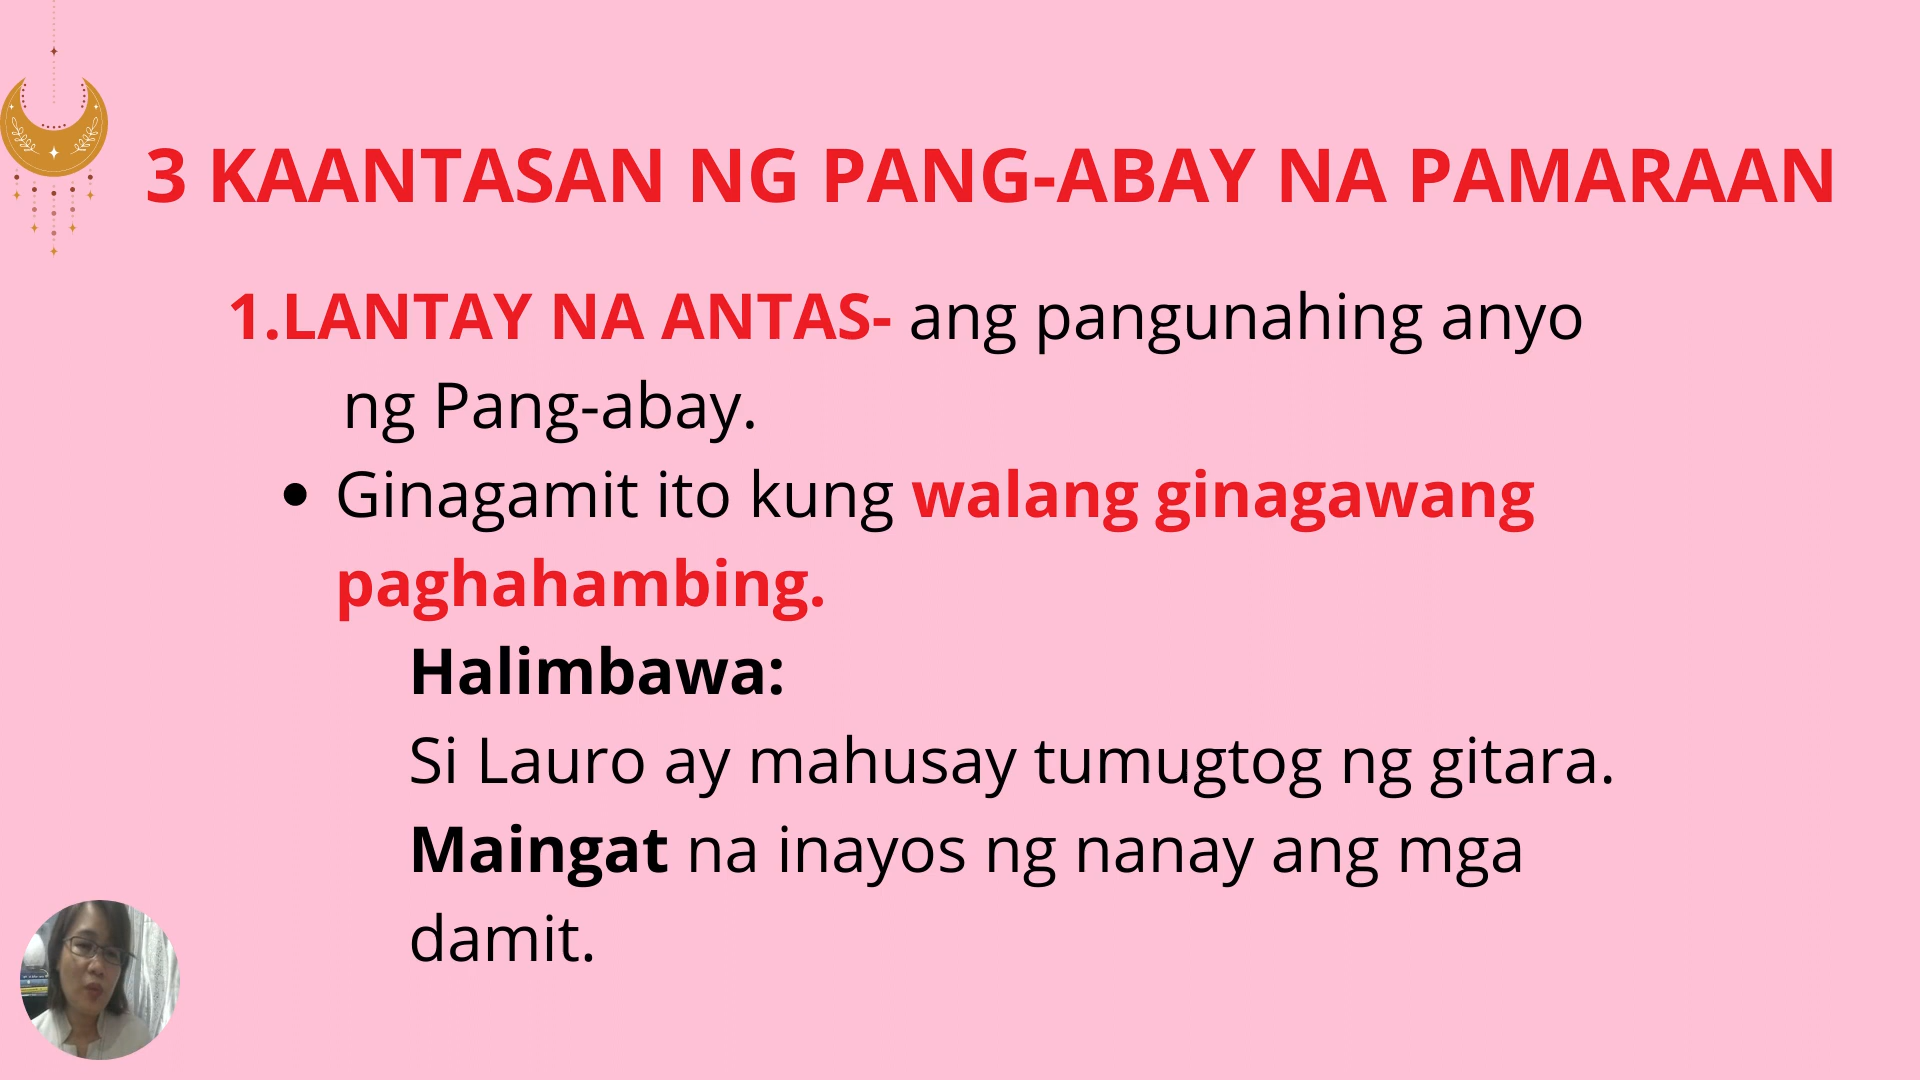 3 KAANTASAN NG PANG-ABAY NA PAMARAAN
1.LANTAY NA ANTAS- ang pangunahing anyo
ng Pang-abay.
• Ginagamit ito kung walang ginagawang
paghahambing.
Halimbawa:
Si Lauro ay mahusay tumugtog ng gitara.
Maingat na inayos ng nanay ang mga
damit.